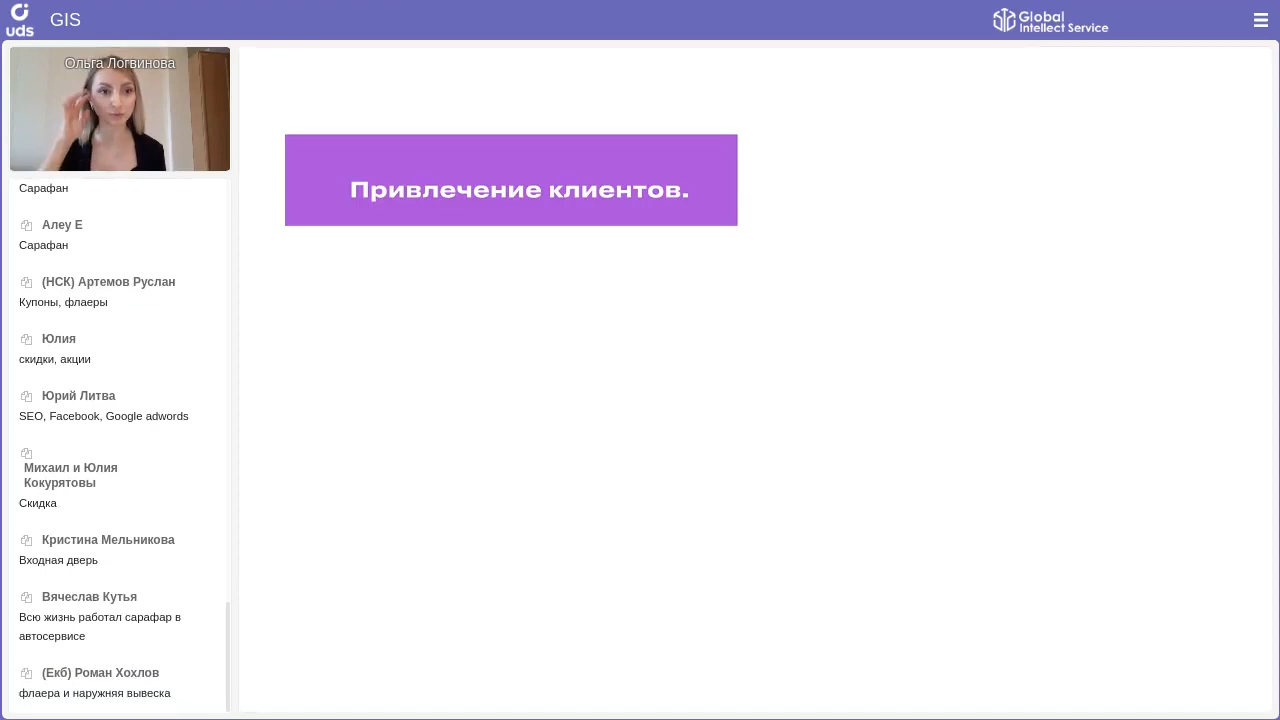 uds
GIS
Global
Intellect Service
Ольга Логвинова
Сарафан
Алеу Е
Сарафан
(НСК) Артемов Руслан
Купоны, флаеры
Юлия
скидки, акции
Юрий Литва
SEO, Facebook, Google adwords
Михаил и Юлия
Кокурятовы
Скидка
Кристина Мельникова
Входная дверь
Вячеслав Кутья
Всю жизнь работал сарафар в
автосервисе
(Екб) Роман Хохлов
флаера и наружняя вывеска
Привлечение клиентов.